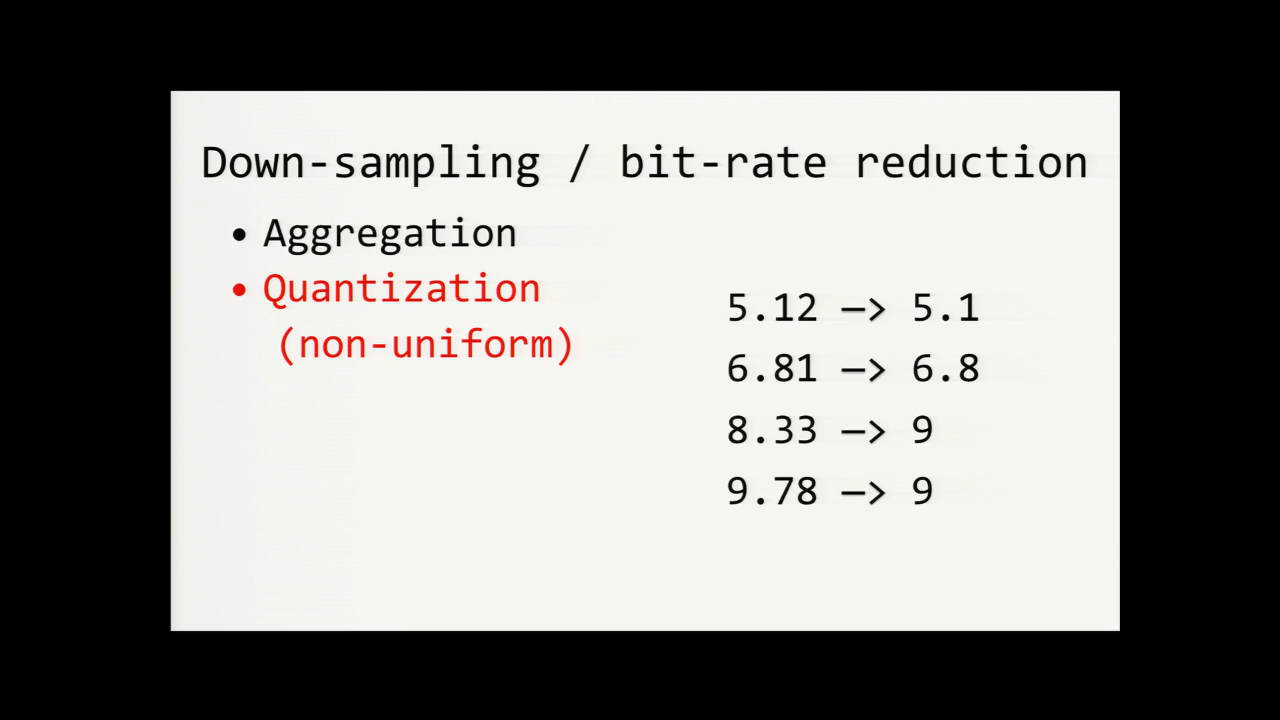 Down-sampling / bit-rate reduction
• Aggregation
• Quantization
(non-uniform)
5.12 —> 5.1
6.81 —> 6.8
8.33 —> 9
9.78 —> 9